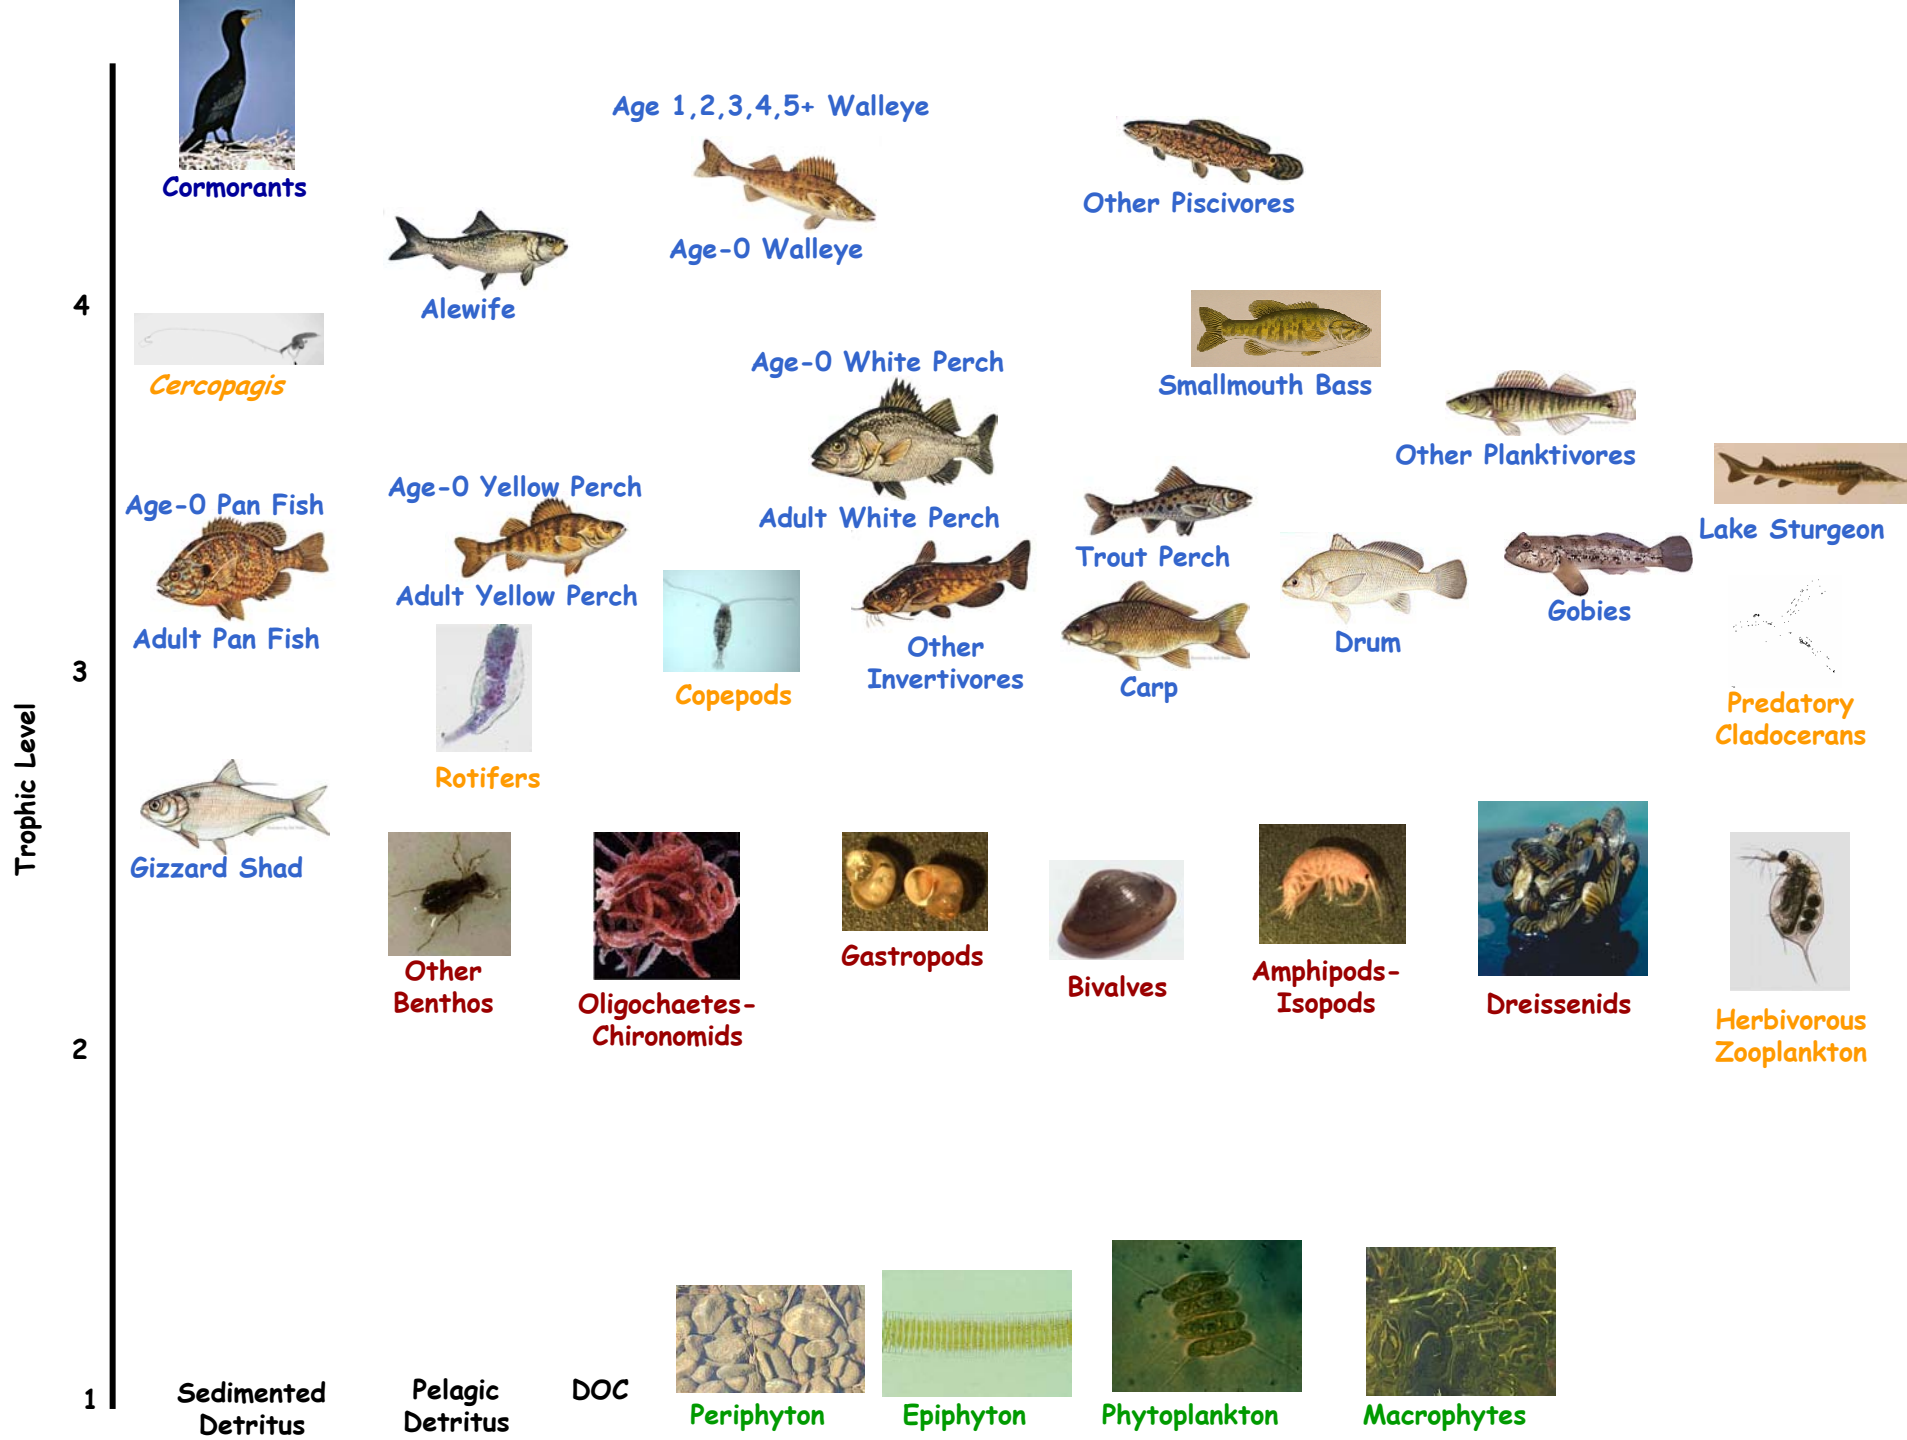 Cormorants
Age 1,2,3,4,5+ Walleye
Age-0 Walleye
Other Piscivores
Alewife
4
Cercopagis
Age-0 White Perch
Adult White Perch
Smallmouth Bass
Other Planktivores
Lake Sturgeon
Age-0 Pan Fish
Adult Pan Fish
Age-0 Yellow Perch
Adult Yellow Perch
Trout Perch
Drum
Gobies
3
Copepods
Other
Invertivores
Carp
Predatory
Cladocerans
Trophic Level
Rotifers
Gizzard Shad
Other
Benthos
Oligochaetes-
Chironomids
Gastropods
Bivalves
Amphipods-
Isopods
Dreissenids
Herbivorous
Zooplankton
2
1
Sedimented
Detritus
Pelagic
Detritus
DOC
Periphyton
Epiphyton
Phytoplankton
Macrophytes